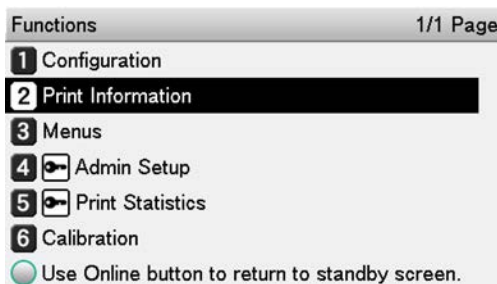 Functions 1/1 Page
1 Configuration
2 Print Information
3 Menus
4 Admin Setup
5 Print Statistics
6 Calibration
Use Online button to return to standby screen.